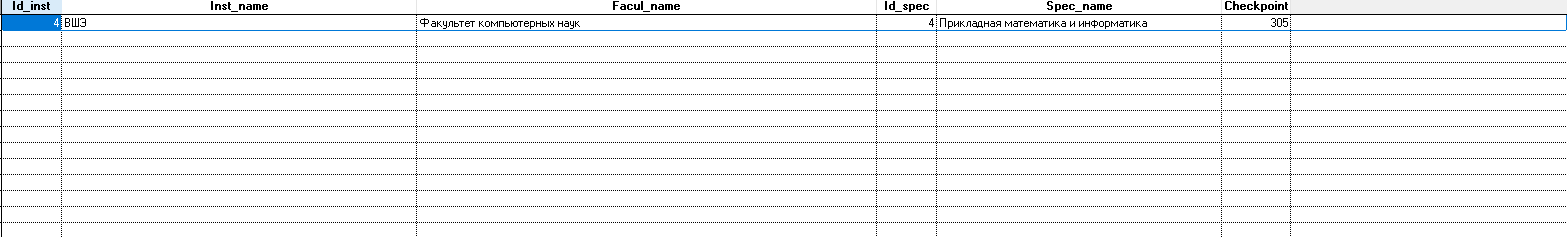 Id_inst Inst_name Facul_name Id_spec Spec_name Checkpoint
4 ВШЭ Факультет компьютерных наук 4 Прикладная математика и информатика 305